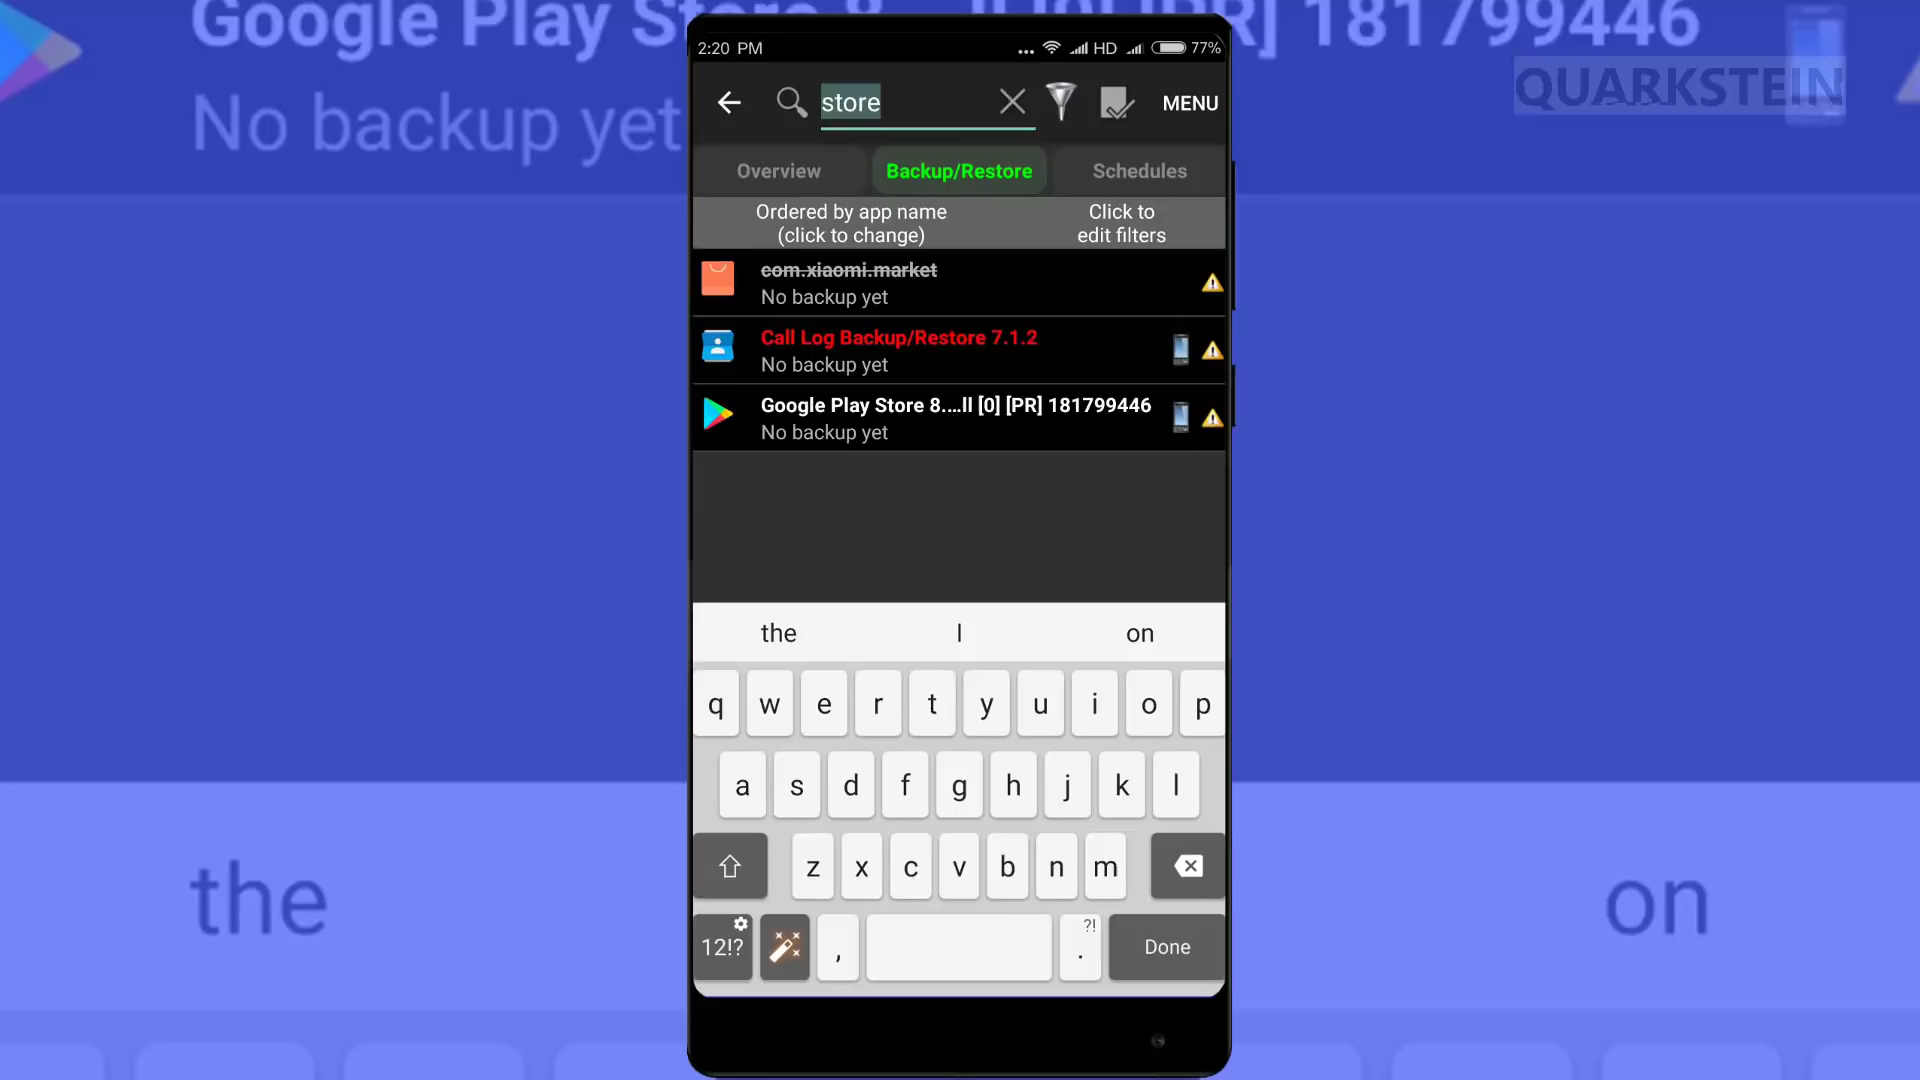 Google Play S
8
[PR] 181799446
No backup yet
QUARKSTEIN
2:20 PM
HD
77%
store
MENU
Overview
Backup/Restore
Schedules
Ordered by app name
(click to change)
Click to
edit filters
com.xiaomi.market
No backup yet
Call Log Backup/Restore 7.1.2
No backup yet
Google Play Store 8....ll [0] [PR] 181799446
No backup yet
the I on
q w e r t y u i o p
a s d f g h j k l
z x c v b n m
12!? , . ?! Done
the
on